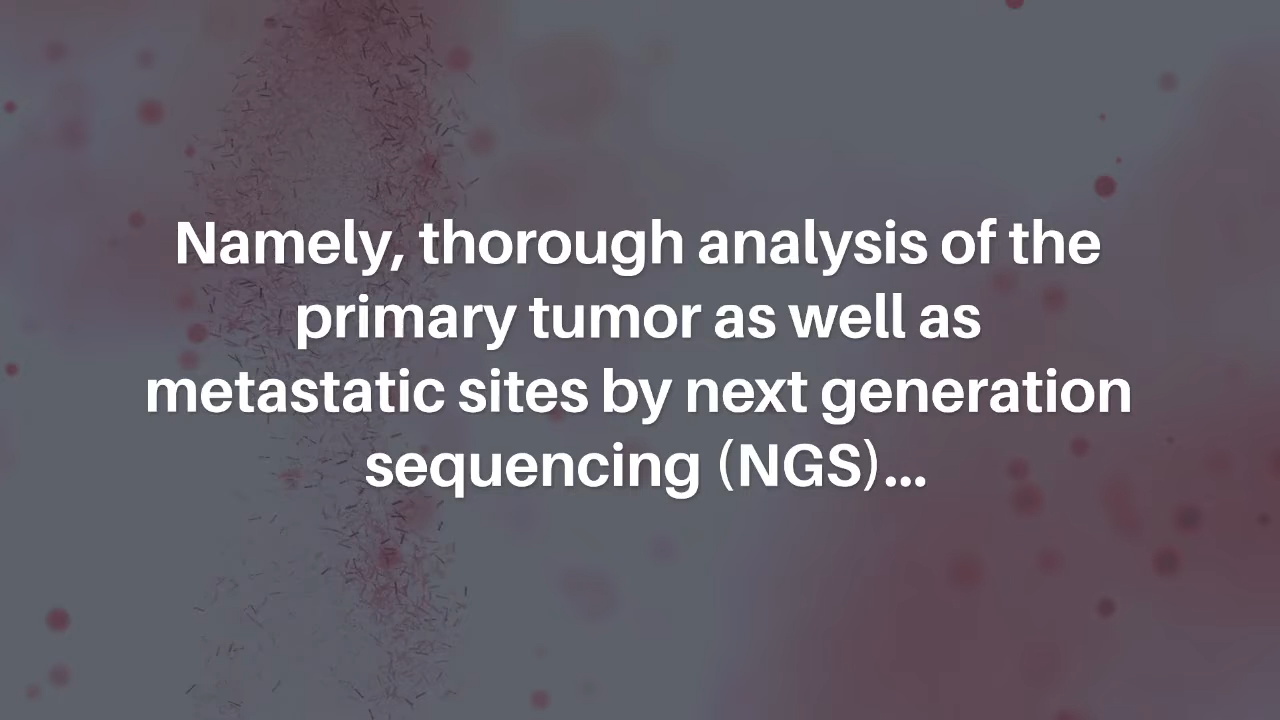 Namely, thorough analysis of the
primary tumor as well as
metastatic sites by next generation
sequencing (NGS)...